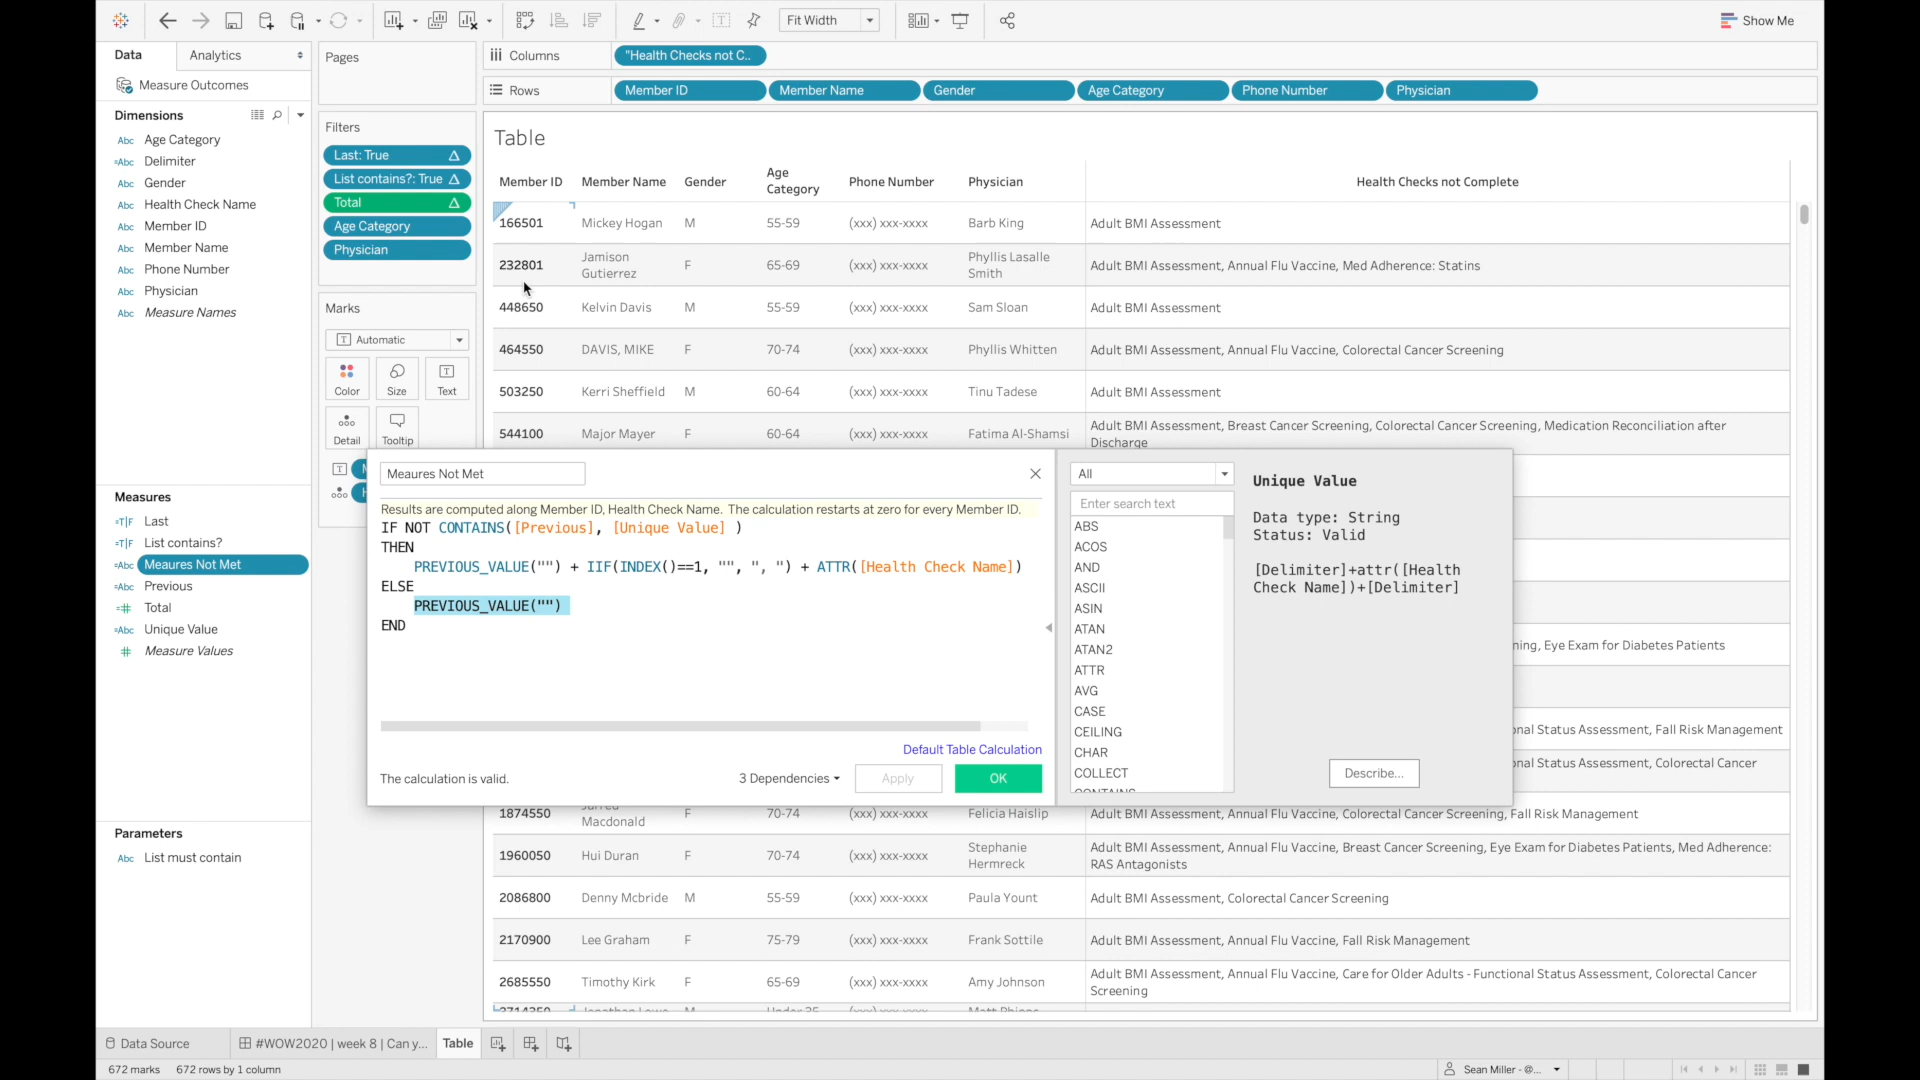 Fit Width
Show Me
Data
Analytics
Pages
Columns
"Health Checks not C..
Measure Outcomes
Rows
Member ID
Member Name
Gender
Age Category
Phone Number
Physician
Dimensions
Abc Age Category
=Abc Delimiter
Abc Gender
Abc Health Check Name
Abc Member ID
Abc Member Name
Abc Phone Number
Abc Physician
Abc Measure Names
Filters
Last: True
List contains?: True
Total
Age Category
Physician
Marks
Automatic
Color
Size
Text
Detail
Tooltip
Measures
=T|F Last
=T|F List contains?
=Abc Meaures Not Met
=Abc Previous
=# Total
=Abc Unique Value
# Measure Values
Parameters
Abc List must contain
Table
Member ID Member Name Gender Age Category Phone Number Physician Health Checks not Complete
166501 Mickey Hogan M 55-59 (xxx) xxx-xxxx Barb King Adult BMI Assessment
232801 Jamison Gutierrez F 65-69 (xxx) xxx-xxxx Phyllis Lasalle Smith Adult BMI Assessment, Annual Flu Vaccine, Med Adherence: Statins
448650 Kelvin Davis M 55-59 (xxx) xxx-xxxx Sam Sloan Adult BMI Assessment
464550 DAVIS, MIKE F 70-74 (xxx) xxx-xxxx Phyllis Whitten Adult BMI Assessment, Annual Flu Vaccine, Colorectal Cancer Screening
503250 Kerri Sheffield M 60-64 (xxx) xxx-xxxx Tinu Tadese Adult BMI Assessment
544100 Major Mayer F 60-64 (xxx) xxx-xxxx Fatima Al-Shamsi Adult BMI Assessment, Breast Cancer Screening, Colorectal Cancer Screening, Medication Reconciliation after
Discharge
Meaures Not Met
Results are computed along Member ID, Health Check Name. The calculation restarts at zero for every Member ID.
IF NOT CONTAINS([Previous], [Unique Value] )
THEN
PREVIOUS_VALUE("") + IIF(INDEX()==1, "", ", ") + ATTR([Health Check Name])
ELSE
PREVIOUS_VALUE("")
END
Default Table Calculation
The calculation is valid.
3 Dependencies
Apply
OK
All
Enter search text
ABS
ACOS
AND
ASCII
ASIN
ATAN
ATAN2
ATTR
AVG
CASE
CEILING
CHAR
COLLECT
CONTAINS
Unique Value
Data type: String
Status: Valid
[Delimiter]+attr([Health
Check Name])+[Delimiter]
Describe...
ning, Eye Exam for Diabetes Patients
onal Status Assessment, Fall Risk Management
onal Status Assessment, Colorectal Cancer
1874550 Macdonald F 70-74 (xxx) xxx-xxxx Felicia Haislip Adult BMI Assessment, Annual Flu Vaccine, Colorectal Cancer Screening, Fall Risk Management
1960050 Hui Duran F 70-74 (xxx) xxx-xxxx Stephanie Hermreck Adult BMI Assessment, Annual Flu Vaccine, Breast Cancer Screening, Eye Exam for Diabetes Patients, Med Adherence:
RAS Antagonists
2086800 Denny Mcbride M 55-59 (xxx) xxx-xxxx Paula Yount Adult BMI Assessment, Colorectal Cancer Screening
2170900 Lee Graham F 75-79 (xxx) xxx-xxxx Frank Sottile Adult BMI Assessment, Annual Flu Vaccine, Fall Risk Management
2685550 Timothy Kirk F 65-69 (xxx) xxx-xxxx Amy Johnson Adult BMI Assessment, Annual Flu Vaccine, Care for Older Adults - Functional Status Assessment, Colorectal Cancer
Screening
Data Source
#WOW2020 | week 8 | Can y...
Table
672 marks
672 rows by 1 column
Sean Miller - @...